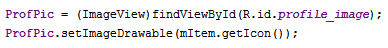 ProfPic = (ImageView)findViewById(R.id.profile_image);
ProfPic.setImageDrawable(mItem.getIcon());